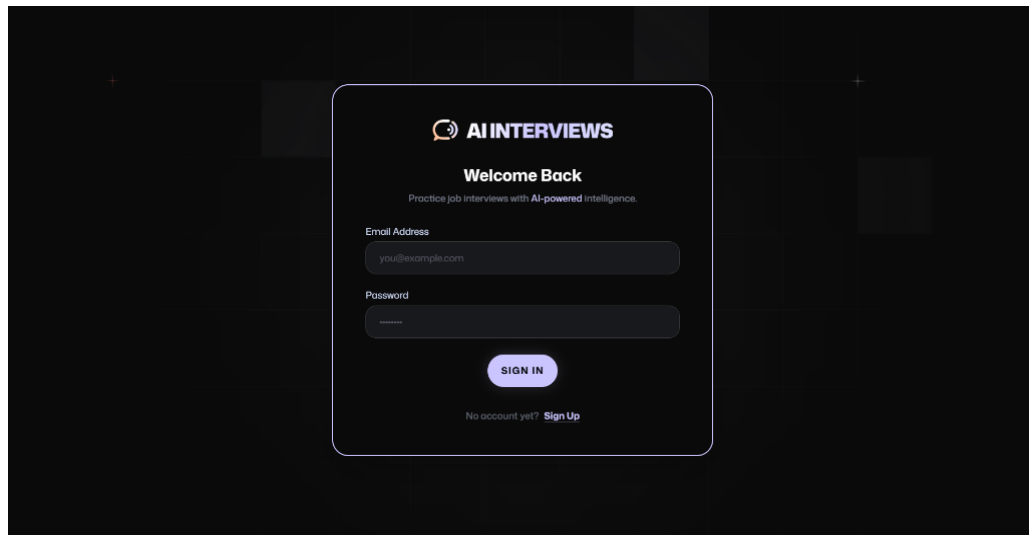 AI INTERVIEWS
Welcome Back
Practice job interviews with AI-powered intelligence.
Email Address
you@example.com
Password
••••••••
SIGN IN
No account yet? Sign Up